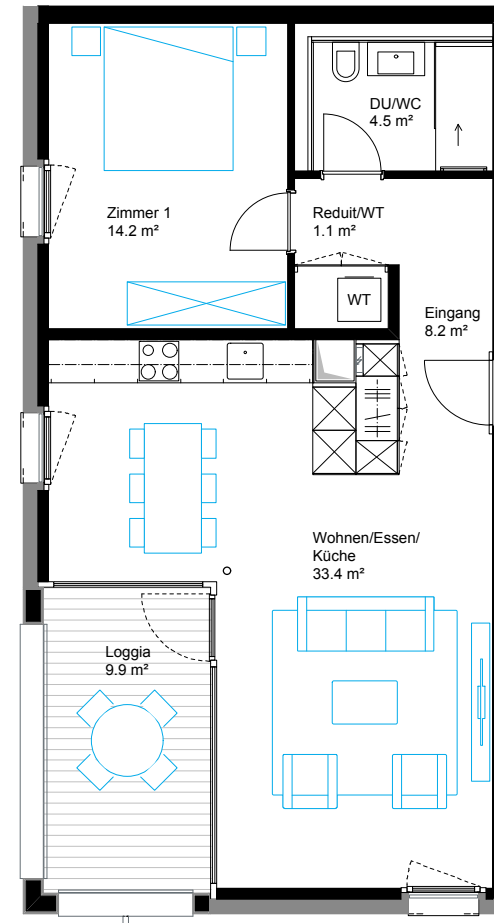 DU/WC
4.5 m²
Zimmer 1
14.2 m²
Reduit/WT
1.1 m²
WT
Eingang
8.2 m²
Wohnen/Essen/
Küche
33.4 m²
Loggia
9.9 m²